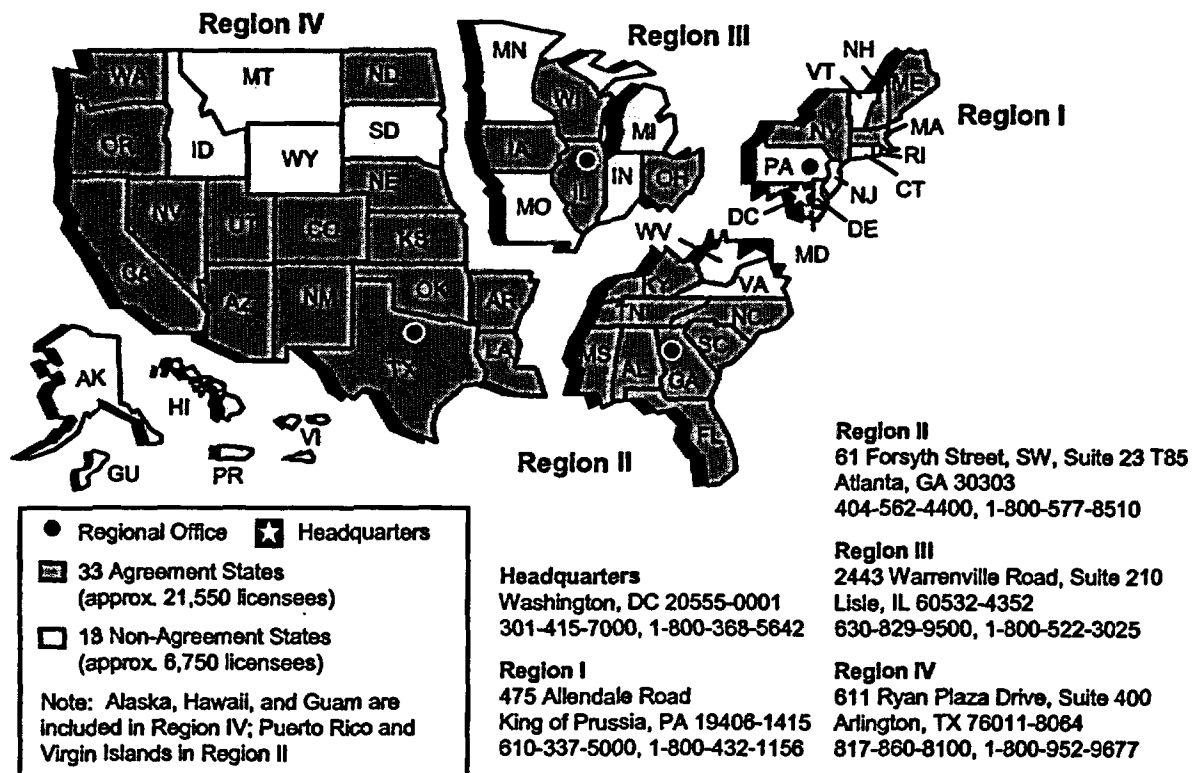 Region IV
Region III
Region I
Region II
WA
MT
ND
OR
ID
SD
WY
NE
NV
UT
CO
KS
CA
AZ
NM
OK
AR
TX
LA
AK
HI
GU
PR
VI
MN
WI
MI
IA
IL
IN
OH
MO
NH
VT
ME
NY
MA
RI
CT
PA
NJ
DE
DC
MD
WV
VA
KY
TN
NC
SC
MS
AL
GA
FL
Regional Office
Headquarters
33 Agreement States
(approx. 21,550 licensees)
18 Non-Agreement States
(approx. 6,750 licensees)
Note: Alaska, Hawaii, and Guam are
included in Region IV; Puerto Rico and
Virgin Islands in Region II
Headquarters
Washington, DC 20555-0001
301-415-7000, 1-800-368-5642
Region I
475 Allendale Road
King of Prussia, PA 19406-1415
610-337-5000, 1-800-432-1156
Region II
61 Forsyth Street, SW, Suite 23 T85
Atlanta, GA 30303
404-562-4400, 1-800-577-8510
Region III
2443 Warrenville Road, Suite 210
Lisle, IL 60532-4352
630-829-9500, 1-800-522-3025
Region IV
611 Ryan Plaza Drive, Suite 400
Arlington, TX 76011-8064
817-860-8100, 1-800-952-9677